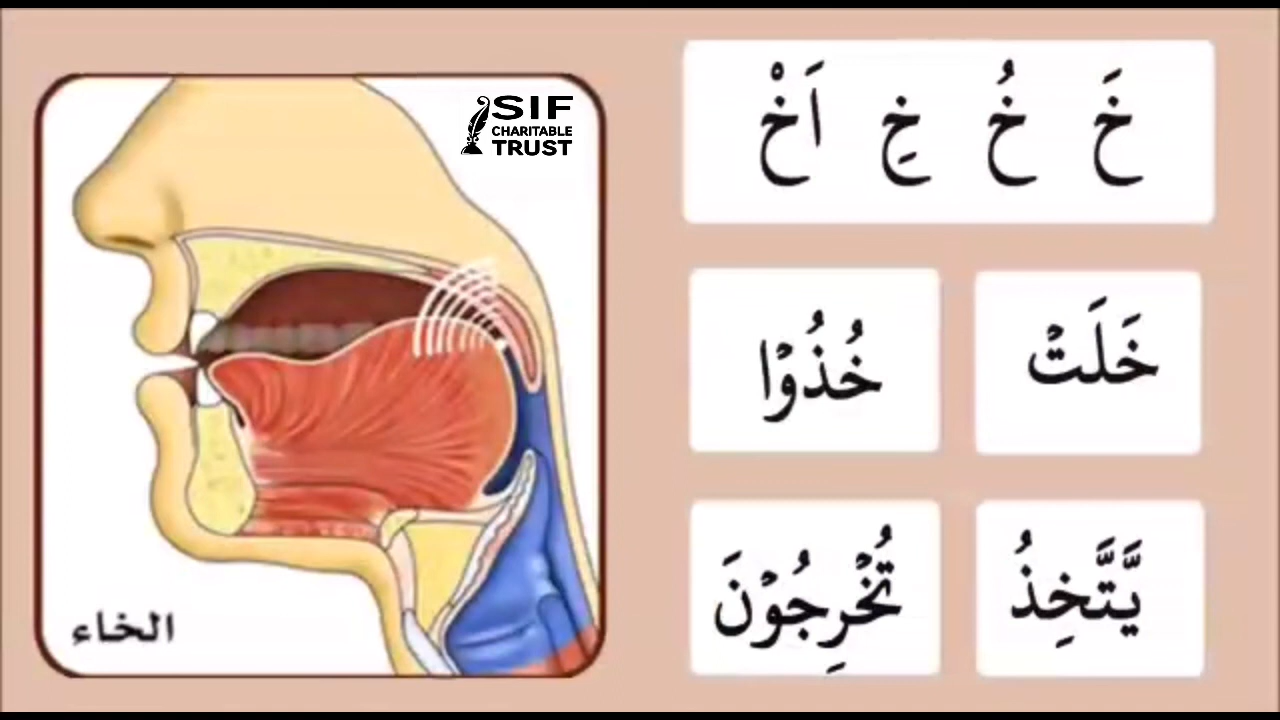 SIF
CHARITABLE
TRUST
خَ خُ خِ اَخْ
خَلَتْ
خُذُوْا
يَّتَّخِذُ
تُخْرِجُوْنَ
الخاء